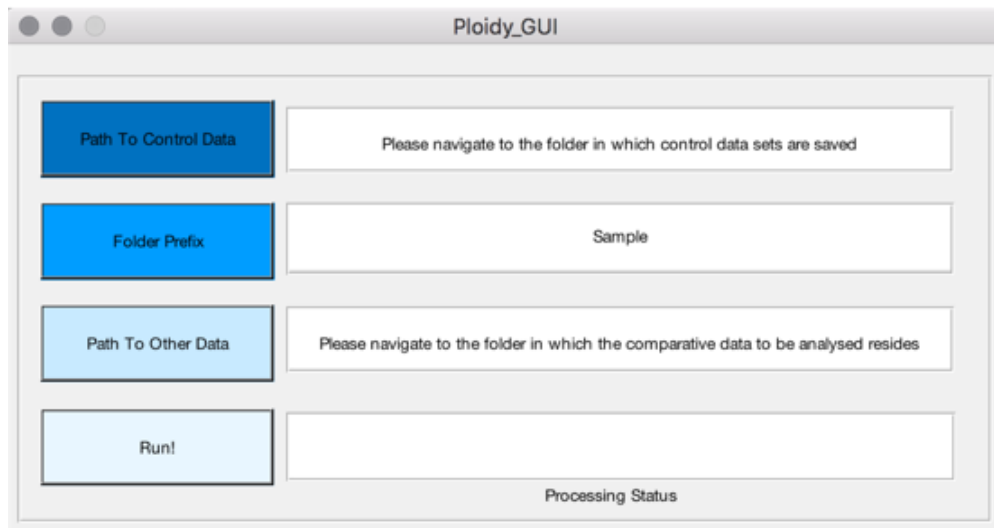 Ploidy_GUI
Path To Control Data
Please navigate to the folder in which control data sets are saved
Folder Prefix
Sample
Path To Other Data
Please navigate to the folder in which the comparative data to be analysed resides
Run!
Processing Status